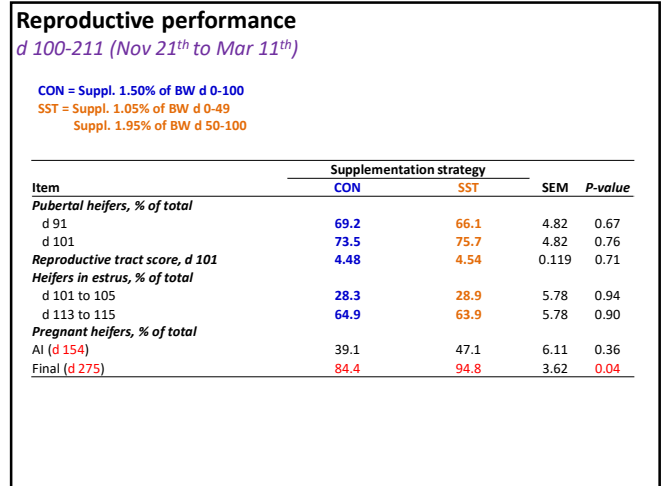 Reproductive performance
d 100-211 (Nov 21th to Mar 11th)
CON = Suppl. 1.50% of BW d 0-100
SST = Suppl. 1.05% of BW d 0-49
Suppl. 1.95% of BW d 50-100
Supplementation strategy
Item CON SST SEM P-value
Pubertal heifers, % of total
d 91 69.2 66.1 4.82 0.67
d 101 73.5 75.7 4.82 0.76
Reproductive tract score, d 101 4.48 4.54 0.119 0.71
Heifers in estrus, % of total
d 101 to 105 28.3 28.9 5.78 0.94
d 113 to 115 64.9 63.9 5.78 0.90
Pregnant heifers, % of total
AI (d 154) 39.1 47.1 6.11 0.36
Final (d 275) 84.4 94.8 3.62 0.04